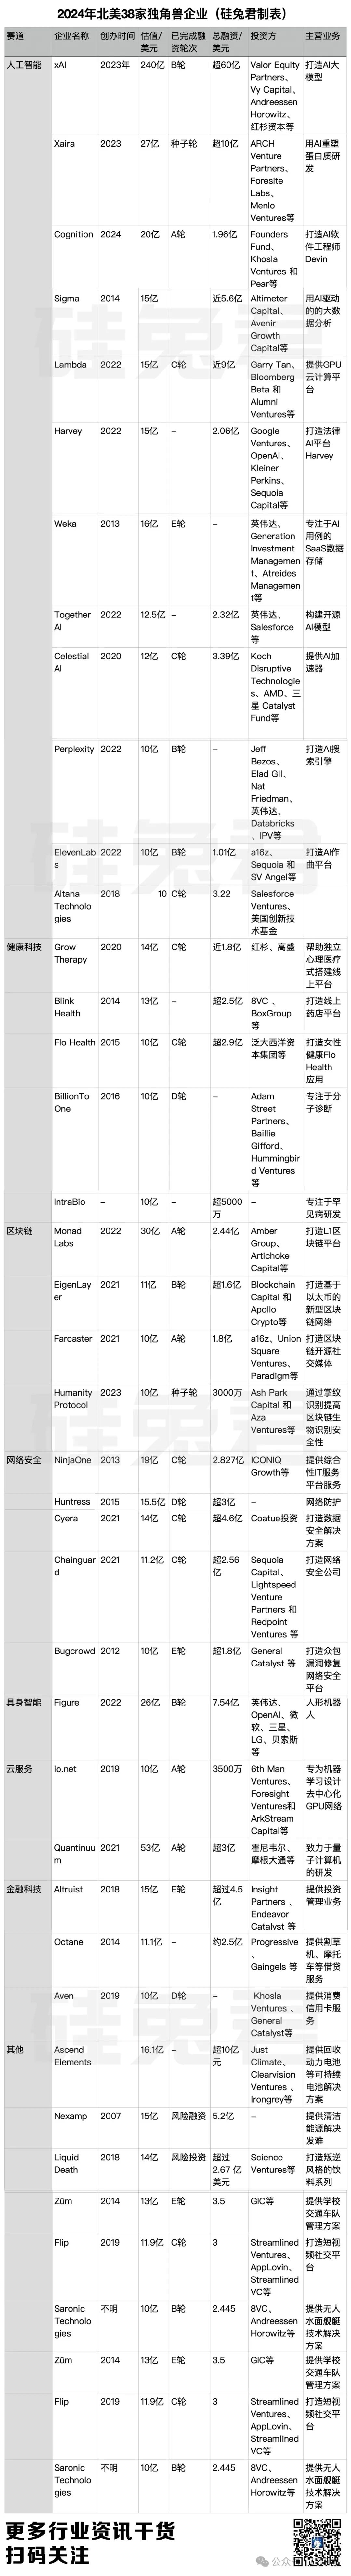 2024年北美38家独角兽企业（硅兔君制表）
赛道 企业名称 创办时间 估值/美元 已完成融资轮次 总融资/美元 投资方 主营业务
人工智能 xAI 2023年 240亿 B轮 超60亿 Valor Equity Partners、Vy Capital、Andreessen Horowitz、红杉资本等 打造AI大模型
Xaira 2023 27亿 种子轮 超10亿 ARCH Venture Partners、Foresite Labs、Menlo Ventures等 用AI重塑蛋白质研发
Cognition 2024 20亿 A轮 1.96亿 Founders Fund、Khosla Ventures 和Pear等 打造AI软件工程师Devin
Sigma 2014 15亿 近5.6亿 Altimeter Capital、Avenir Growth Capital等 用AI驱动的的大数据分析
Lambda 2022 15亿 C轮 近9亿 Garry Tan、Bloomberg Beta 和 Alumni Ventures等 提供GPU云计算平台
Harvey 2022 15亿 – 2.06亿 Google Ventures、OpenAI、Kleiner Perkins、Sequoia Capital等 打造法律AI平台Harvey
Weka 2013 16亿 E轮 – 英伟达、Generation Investment Management、Atreides Management等 专注于AI用例的SaaS数据存储
Together AI 2022 12.5亿 – 2.32亿 英伟达、Salesforce等 构建开源AI模型
Celestial AI 2020 12亿 C轮 3.39亿 Koch Disruptive Technologies、AMD、三星 Catalyst Fund等 提供AI加速器
Perplexity 2022 10亿 B轮 – Jeff Bezos、Elad Gil、Nat Friedman、英伟达、Databricks、IPV等 打造AI搜索引擎
ElevenLabs 2022 10亿 B轮 1.01亿 a16z、Sequoia 和 SV Angel等 打造AI作曲平台
Altana Technologies 2018 10 C轮 3.22 Salesforce Ventures、美国创新技术基金 
健康科技 Grow Therapy 2020 14亿 C轮 近1.8亿 红杉、高盛 帮助独立心理医疗式搭建线上平台
Blink Health 2014 13亿 – 超2.5亿 8VC 、BoxGroup等 打造线上药店平台
Flo Health 2015 10亿 C轮 超2.9亿 泛大西洋资本集团等 打造女性健康Flo Health 应用
BillionToOne 2016 10亿 D轮 – Adam Street Partners、Baillie Gifford、Hummingbird Ventures等 专注于分子诊断
IntraBio – 10亿 – 超5000万 – 专注于罕见病研发
区块链 Monad Labs 2022 30亿 A轮 2.44亿 Amber Group、Artichoke Capital等 打造L1区块链平台
EigenLayer 2021 11亿 B轮 超1.6亿 Blockchain Capital 和 Apollo Crypto等 打造基于以太币的新型区块链网络
Farcaster 2021 10亿 A轮 1.8亿 a16z、Union Square Ventures、Paradigm等 打造区块链开源社交媒体
Humanity Protocol 2023 10亿 种子轮 3000万 Ash Park Capital 和 Aza Ventures等 通过掌纹识别提高区块链生物识别安全性
网络安全 NinjaOne 2013 19亿 C轮 2.827亿 ICONIQ Growth等 提供综合性IT服务平台服务
Huntress 2015 15.5亿 D轮 超3亿 – 网络防护
Cyera 2021 14亿 C轮 超4.6亿 Coatue投资 打造数据安全解决方案
Chainguard 2021 11.2亿 C轮 超2.56亿 Sequoia Capital、Lightspeed Venture Partners 和 Redpoint Ventures 等 打造网络安全公司
Bugcrowd 2012 10亿 E轮 超1.8亿 General Catalyst 等 打造众包漏洞修复网络安全平台
具身智能 Figure 2022 26亿 B轮 7.54亿 英伟达、OpenAI、微软、三星、LG、贝索斯等 人形机器人
云服务 io.net 2019 10亿 A轮 3500万 6th Man Ventures、Foresight Ventures和ArkStream Capital等 专为机器学习设计去中心化GPU网络
Quantinuum 2021 53亿 A轮 超3亿 霍尼韦尔、摩根大通等 致力于量子计算机的研发
金融科技 Altruist 2018 15亿 E轮 超过4.5亿 Insight Partners 、Endeavor Catalyst 等 提供投资管理业务
Octane 2014 11.1亿 – 约2.5亿 Progressive、Gaingels 等 提供割草机、摩托车等借贷服务
Aven 2019 10亿 D轮 – Khosla Ventures 、General Catalyst等 提供消费信用卡服务
其他 Ascend Elements 16.1亿 – 超10亿元 Just Climate、Clearvision Ventures 、Irongrey等 提供回收动力电池等可持续电池解决方案
Nexamp 2007 15亿 风险融资 5.2亿 – 提供清洁能源解决发难
Liquid Death 2018 14亿 风险投资 超过2.67 亿美元 Science Ventures等 打造叛逆风格的饮料系列
Zūm 2014 13亿 E轮 3.5 GIC等 提供学校交通车队管理方案
Flip 2019 11.9亿 C轮 3 Streamlined Ventures、AppLovin、Streamlined VC等 打造短视频社交平台
Saronic Technologies 不明 10亿 B轮 2.445 8VC、Andreessen Horowitz等 提供无人水面舰艇技术解决方案
Zūm 2014 13亿 E轮 3.5 GIC等 提供学校交通车队管理方案
Flip 2019 11.9亿 C轮 3 Streamlined Ventures、AppLovin、Streamlined VC等 打造短视频社交平台
Saronic Technologies 不明 10亿 B轮 2.445 8VC、Andreessen Horowitz等 提供无人水面舰艇技术解决方案
更多行业资讯干货
扫码关注
硅兔君
公众